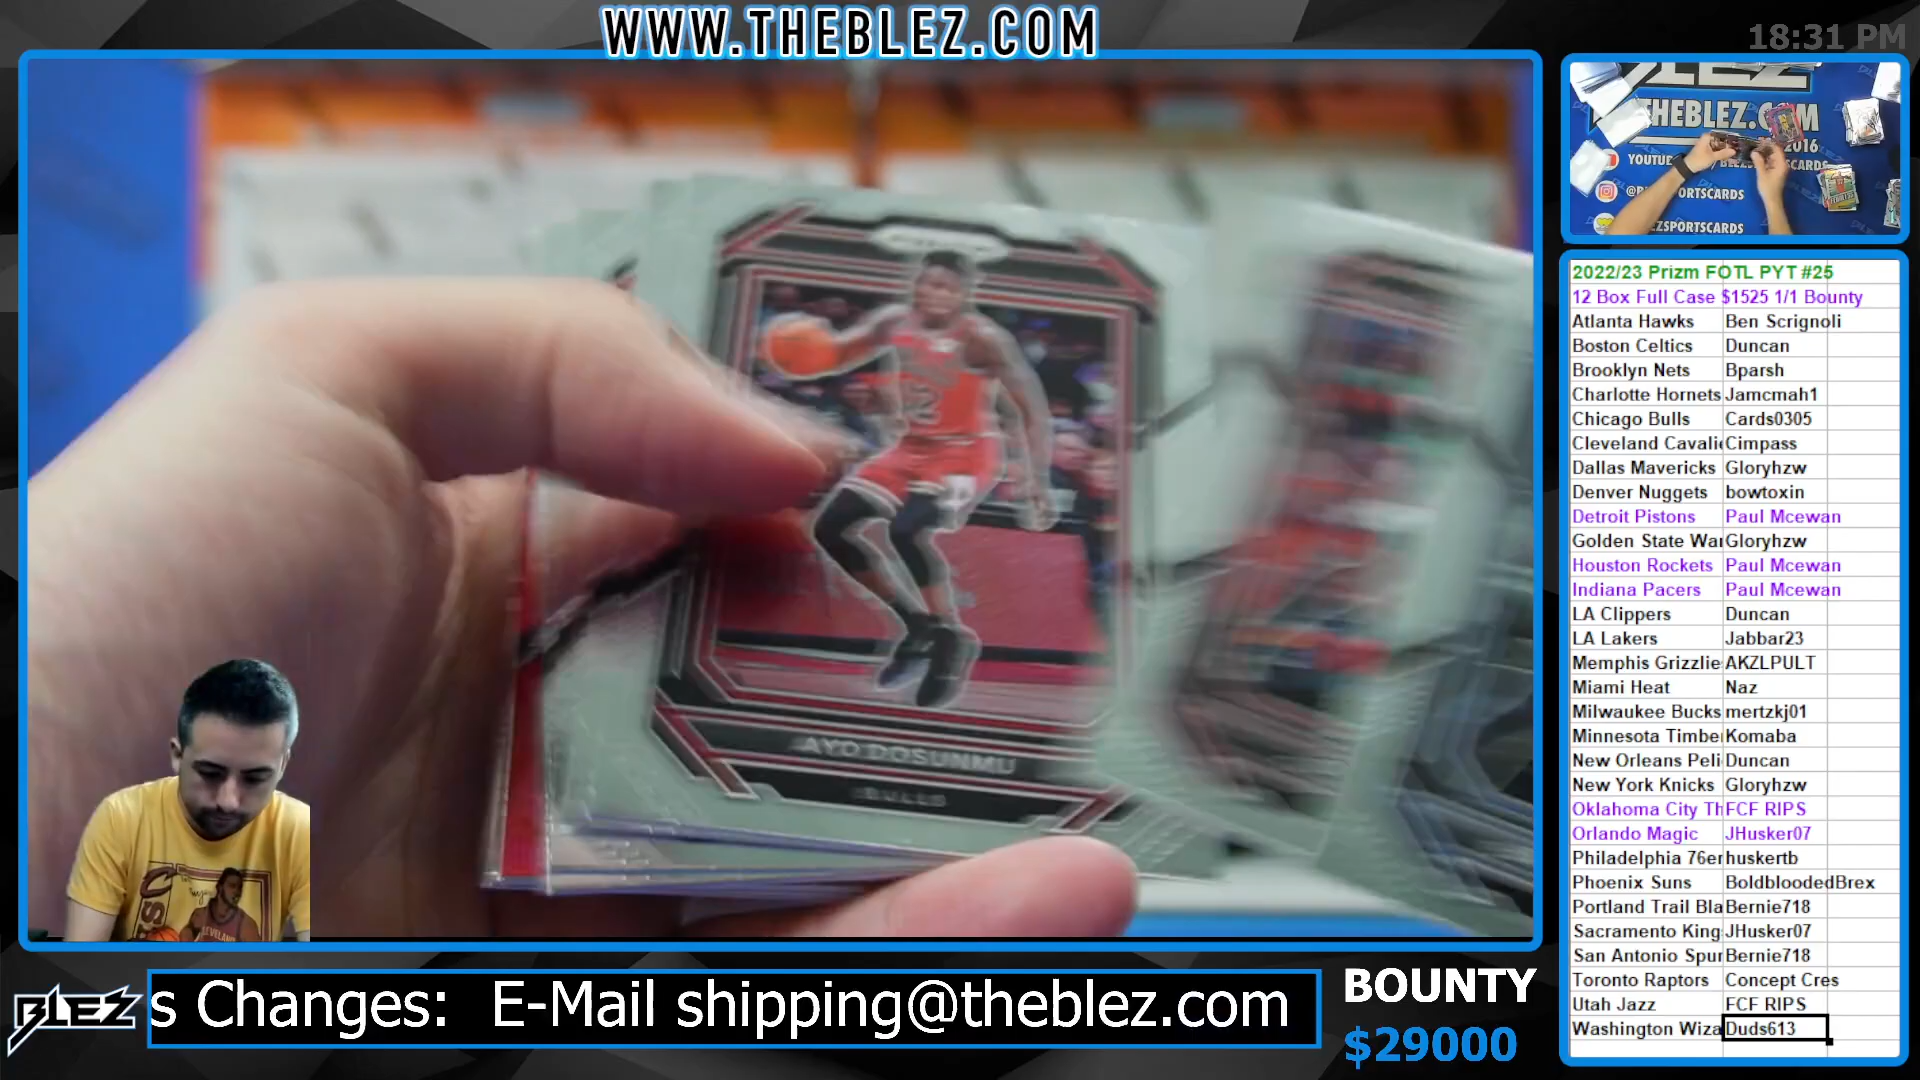 WWW.THEBLEZ.COM
18:31 PM
BLEZ
THEBLEZ.COM
2016
YOUTUBE
SPORTSCARDS
ZSPORTSCARDS
AYO DOSUNMU
BULLS
2022/23 Prizm FOTL PYT #25
12 Box Full Case $1525 1/1 Bounty
Atlanta Hawks Ben Scrignoli
Boston Celtics Duncan
Brooklyn Nets Bparsh
Charlotte Hornets Jamcmah1
Chicago Bulls Cards0305
Cleveland Cavalie Cimpass
Dallas Mavericks Gloryhzw
Denver Nuggets bowtoxin
Detroit Pistons Paul Mcewan
Golden State War Gloryhzw
Houston Rockets Paul Mcewan
Indiana Pacers Paul Mcewan
LA Clippers Duncan
LA Lakers Jabbar23
Memphis Grizzlie AKZLPULT
Miami Heat Naz
Milwaukee Bucks mertzkj01
Minnesota Timbe Komaba
New Orleans Peli Duncan
New York Knicks Gloryhzw
Oklahoma City Th FCF RIPS
Orlando Magic JHusker07
Philadelphia 76er huskertb
Phoenix Suns BoldbloodedBrex
Portland Trail Bla Bernie718
Sacramento King JHusker07
San Antonio Spur Bernie718
Toronto Raptors Concept Cres
Utah Jazz FCF RIPS
Washington Wiza Duds613
BLEZ
s Changes: E-Mail shipping@theblez.com
BOUNTY
$29000